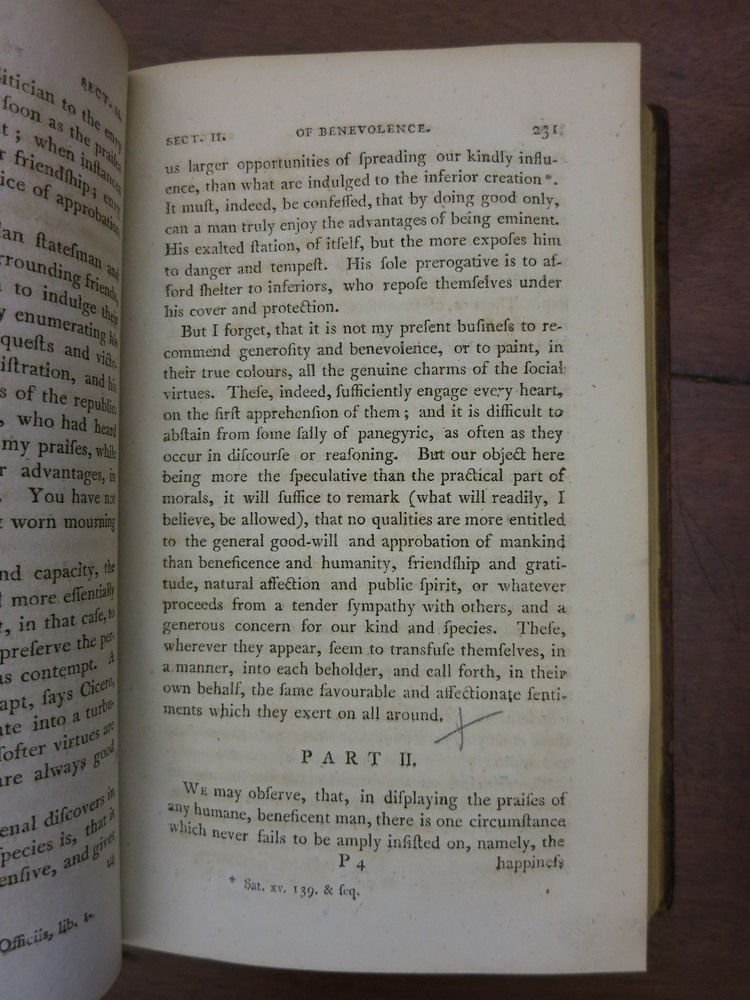 SECT. II.
litician to the envy
soon as the praises
t; when instances
r friendship; envy
ice of approbation
an ſtateſman and
rrounding friends,
to indulge their
y enumerating his
queſts and victo-
iſtration, and his
s of the republic.
, who had heard
my praiſes, while
r advantages, in
You have not
worn mourning
nd capacity, the
more eſſentially
, in that caſe, to
preſerve the per-
as contempt. A
apt, ſays Cicero,
ate into a turbu-
ſofter virtues are
are always good
enal diſcovers in
ſpecies is, that it
enſive, and gives
us
Officiis, lib. 1.
SECT. II. OF BENEVOLENCE. 231
us larger opportunities of ſpreading our kindly influ-
ence, than what are indulged to the inferior creation*.
It muſt, indeed, be confeſſed, that by doing good only,
can a man truly enjoy the advantages of being eminent.
His exalted ſtation, of itſelf, but the more expoſes him
to danger and tempeſt. His ſole prerogative is to af-
ford ſhelter to inferiors, who repoſe themſelves under
his cover and protection.
But I forget, that it is not my preſent buſineſs to re-
commend generoſity and benevolence, or to paint, in
their true colours, all the genuine charms of the ſocial
virtues. Theſe, indeed, ſufficiently engage every heart,
on the firſt apprehenſion of them; and it is difficult to
abſtain from ſome ſally of panegyric, as often as they
occur in diſcourſe or reaſoning. But our object here
being more the ſpeculative than the practical part of
morals, it will ſuffice to remark (what will readily, I
believe, be allowed), that no qualities are more entitled
to the general good-will and approbation of mankind
than beneficence and humanity, friendſhip and grati-
tude, natural affection and public ſpirit, or whatever
proceeds from a tender ſympathy with others, and a
generous concern for our kind and ſpecies. Theſe,
wherever they appear, ſeem to transfuſe themſelves, in
a manner, into each beholder, and call forth, in their
own behalf, the ſame favourable and affectionate ſenti-
ments which they exert on all around.
PART II.
WE may obſerve, that, in diſplaying the praiſes of
any humane, beneficent man, there is one circumſtance
which never fails to be amply inſiſted on, namely, the
P 4 happineſs
* Sat. xv. 139. & ſeq.